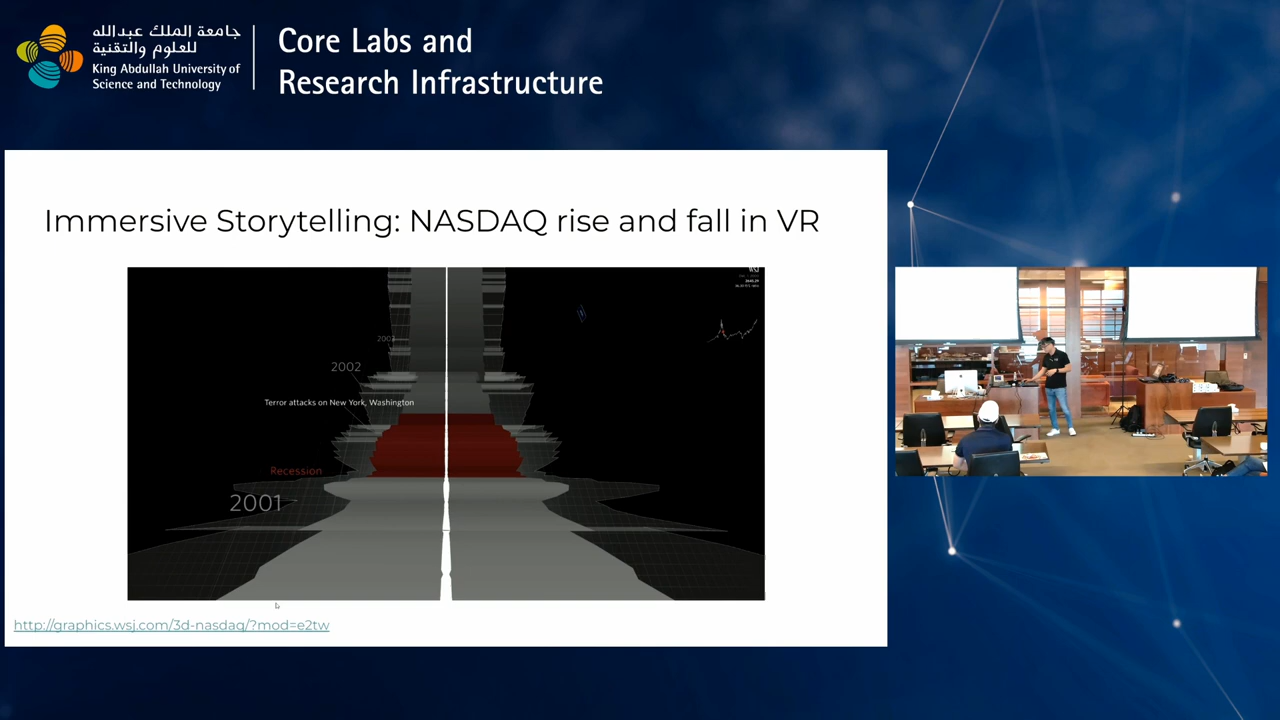 جامعة الملك عبدالله
للعلوم والتقنية
King Abdullah University of
Science and Technology
Core Labs and
Research Infrastructure
Immersive Storytelling: NASDAQ rise and fall in VR
WSJ
2002
Terror attacks on New York, Washington
Recession
2001
http://graphics.wsj.com/3d-nasdaq/?mod=e2tw